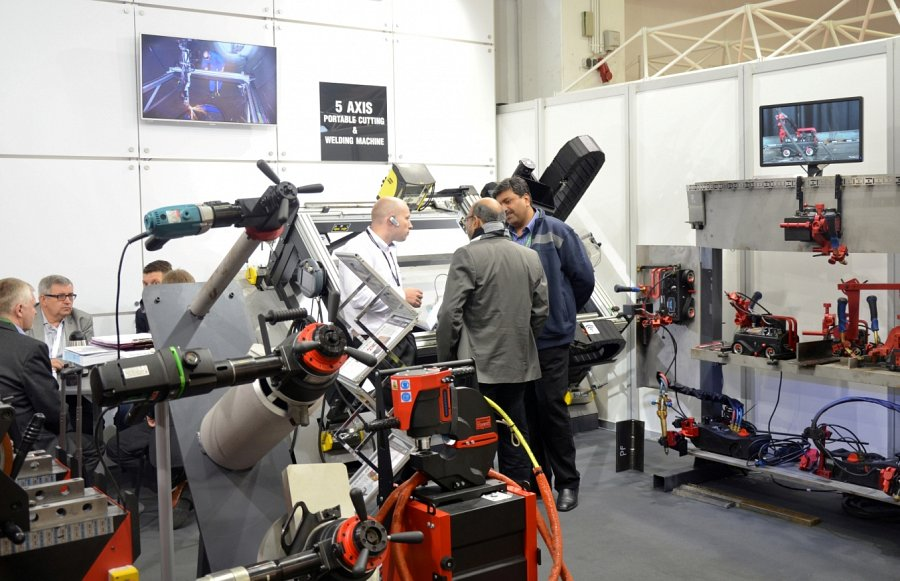 5 AXIS
PORTABLE CUTTING
&
WELDING MACHINE